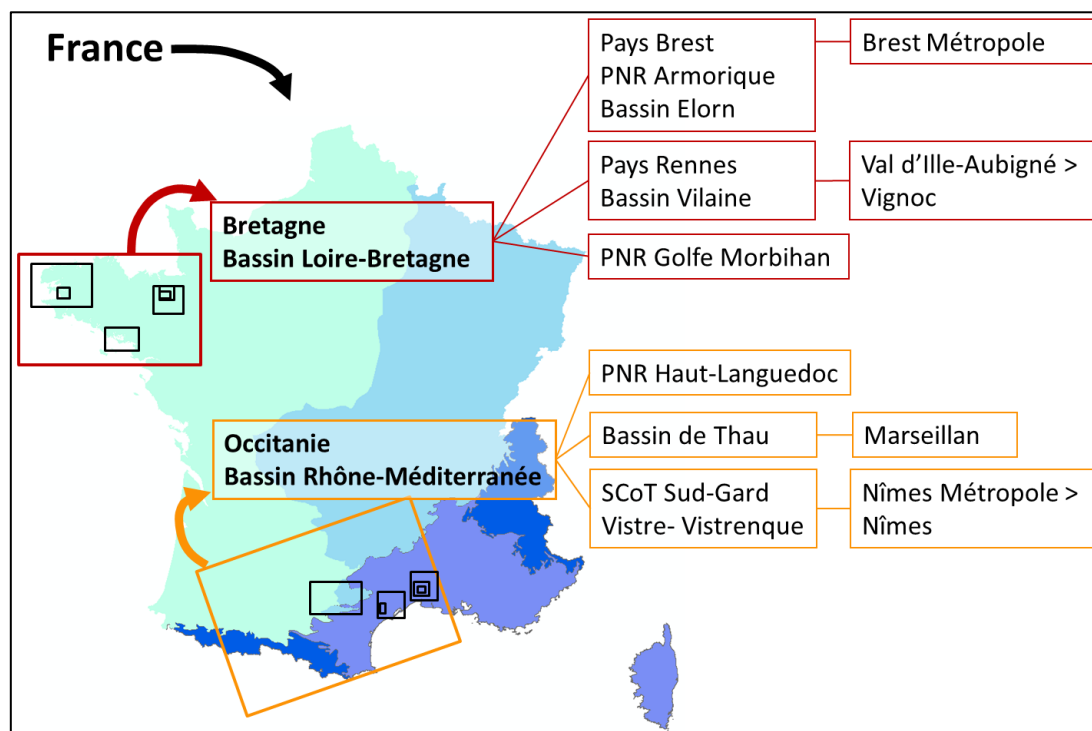 France
Pays Brest
PNR Armorique
Bassin Elorn
Brest Métropole
Pays Rennes
Bassin Vilaine
Val d'Ille-Aubigné >
Vignoc
Bretagne
Bassin Loire-Bretagne
PNR Golfe Morbihan
PNR Haut-Languedoc
Occitanie
Bassin Rhône-Méditerranée
Bassin de Thau
Marseillan
SCoT Sud-Gard
Vistre- Vistrenque
Nîmes Métropole >
Nîmes